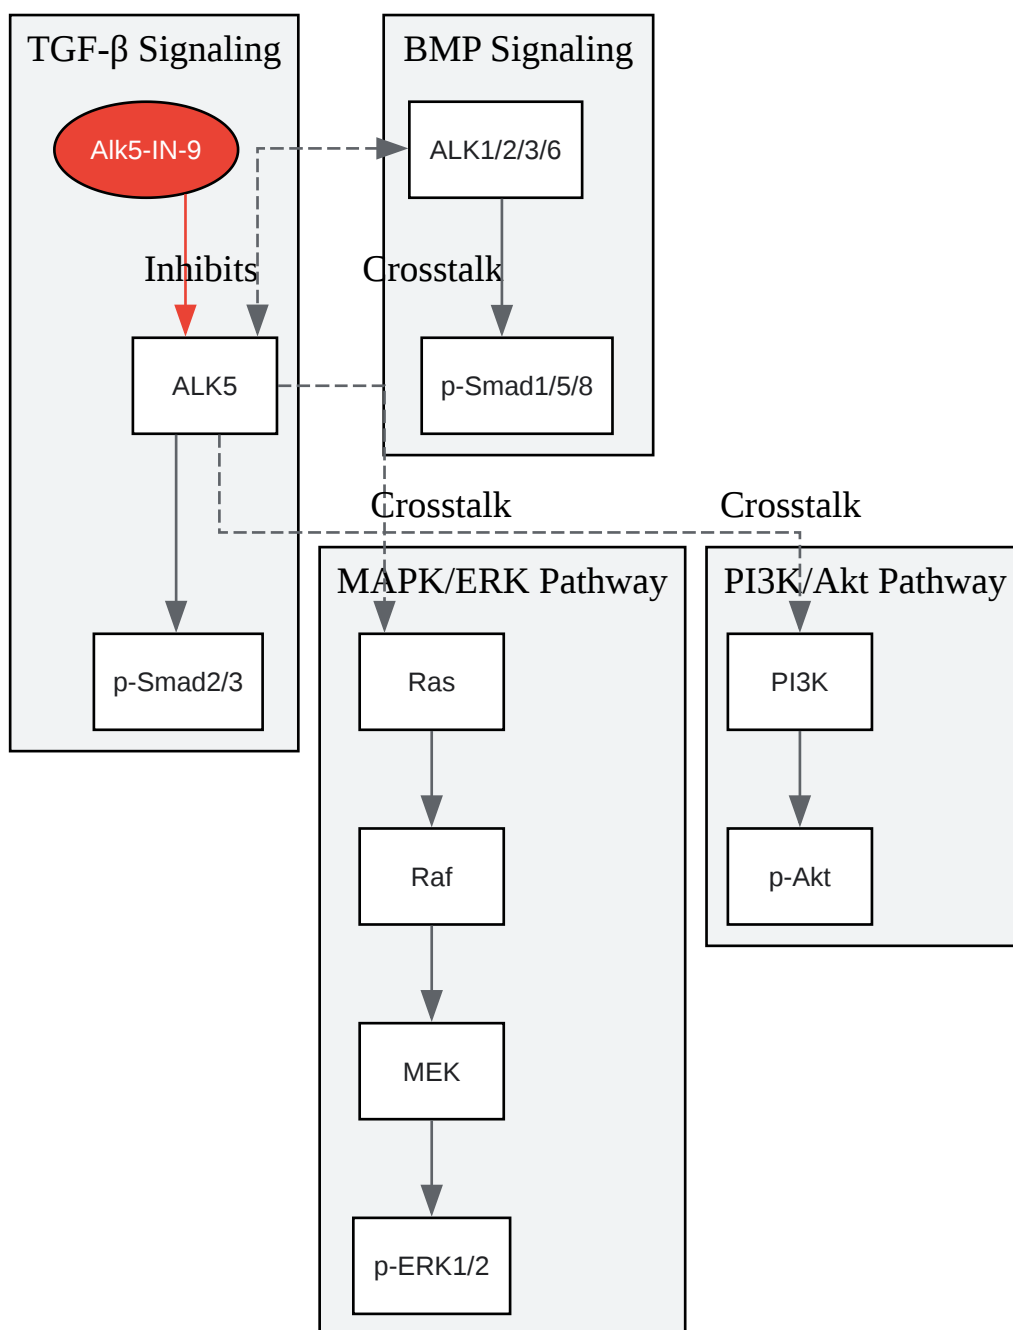 TGF-β Signaling
BMP Signaling
Alk5-IN-9
ALK1/2/3/6
Inhibits
Crosstalk
ALK5
p-Smad1/5/8
Crosstalk
Crosstalk
MAPK/ERK Pathway
PI3K/Akt Pathway
p-Smad2/3
Ras
PI3K
Raf
p-Akt
MEK
p-ERK1/2